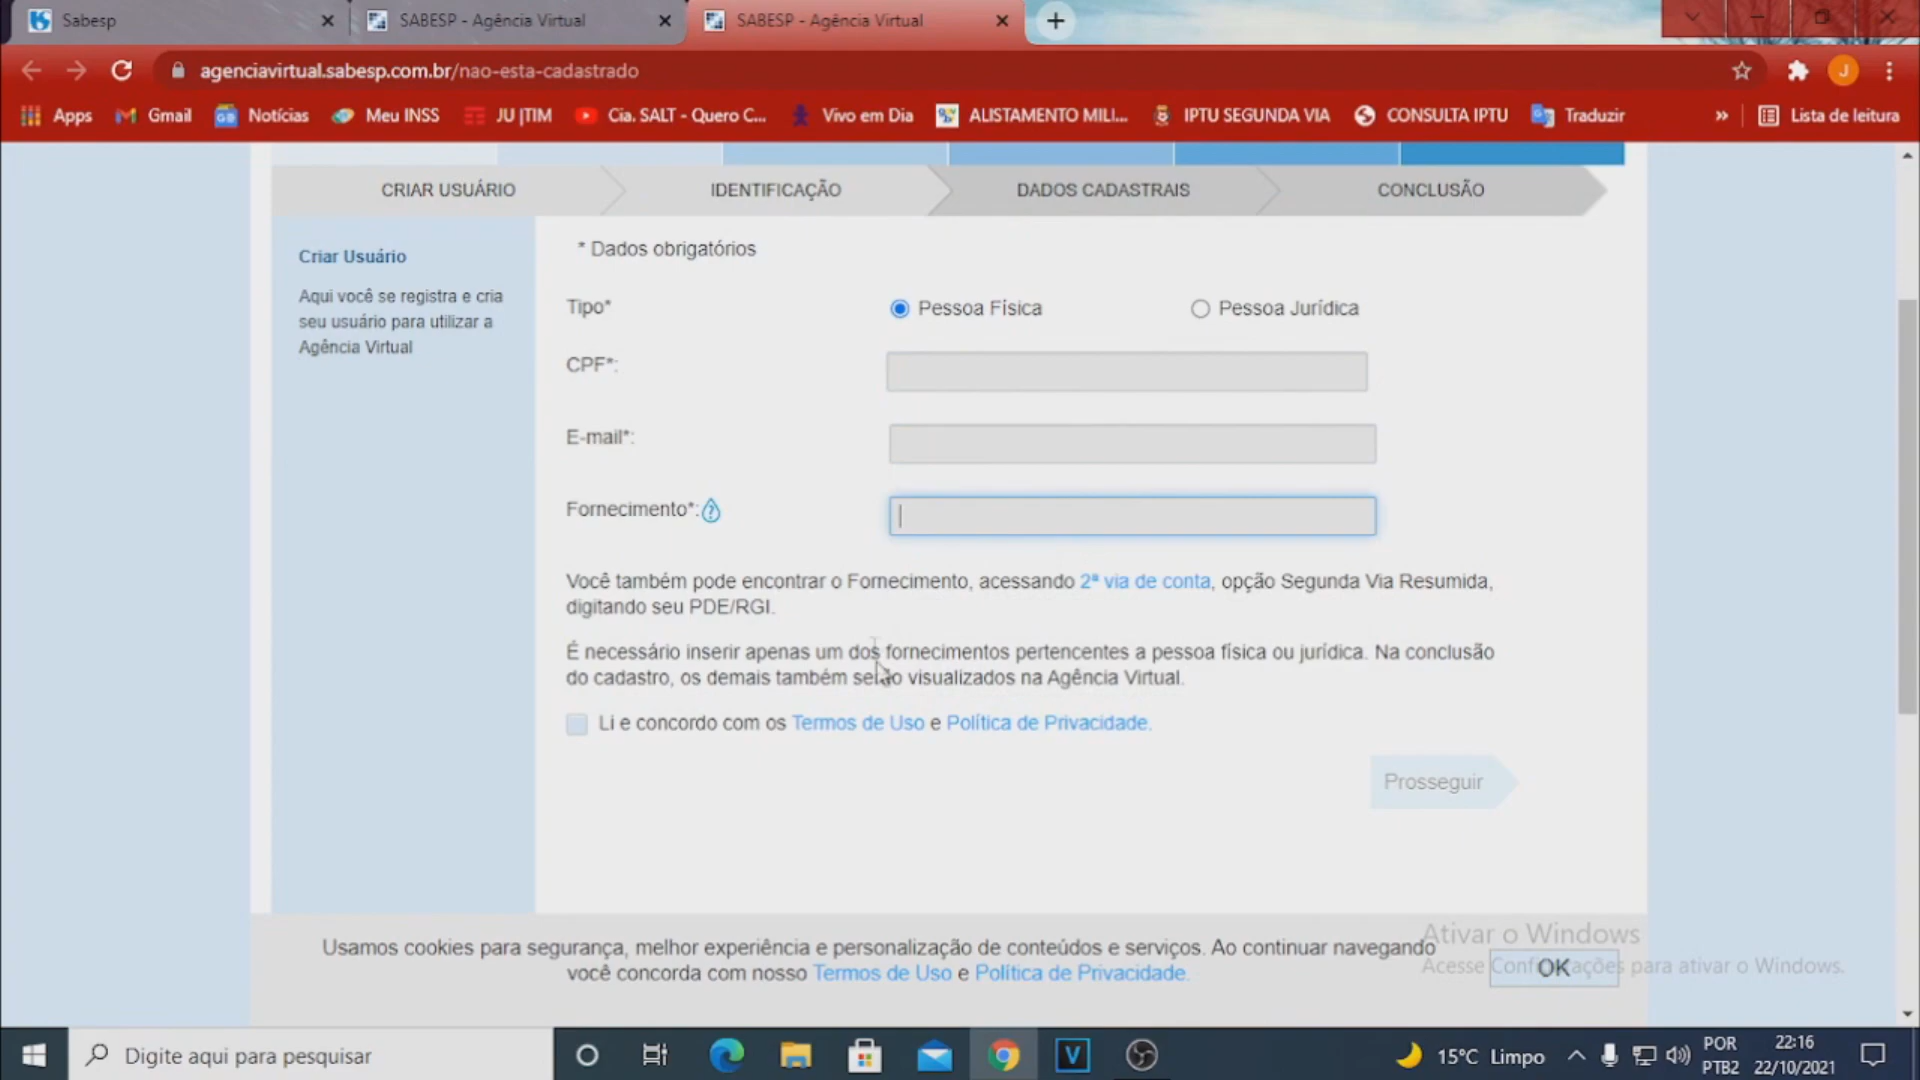 Sabesp
SABESP - Agência Virtual
SABESP - Agência Virtual
agenciavirtual.sabesp.com.br/nao-esta-cadastrado
J
Apps
Gmail
Notícias
Meu INSS
JU |TIM
Cia. SALT - Quero C...
Vivo em Dia
ALISTAMENTO MILI...
IPTU SEGUNDA VIA
CONSULTA IPTU
Traduzir
»
Lista de leitura
CRIAR USUÁRIO
IDENTIFICAÇÃO
DADOS CADASTRAIS
CONCLUSÃO
Criar Usuário
Aqui você se registra e cria
seu usuário para utilizar a
Agência Virtual
* Dados obrigatórios
Tipo*
Pessoa Física
Pessoa Jurídica
CPF*:
E-mail*:
Fornecimento*:
Você também pode encontrar o Fornecimento, acessando 2ª via de conta, opção Segunda Via Resumida,
digitando seu PDE/RGI.
É necessário inserir apenas um dos fornecimentos pertencentes a pessoa física ou jurídica. Na conclusão
do cadastro, os demais também serão visualizados na Agência Virtual.
Li e concordo com os Termos de Uso e Política de Privacidade.
Prosseguir
Usamos cookies para segurança, melhor experiência e personalização de conteúdos e serviços. Ao continuar navegando
você concorda com nosso Termos de Uso e Política de Privacidade.
OK
Ativar o Windows
Acesse Configurações para ativar o Windows.
Digite aqui para pesquisar
V
15°C Limpo
POR
PTB2
22:16
22/10/2021